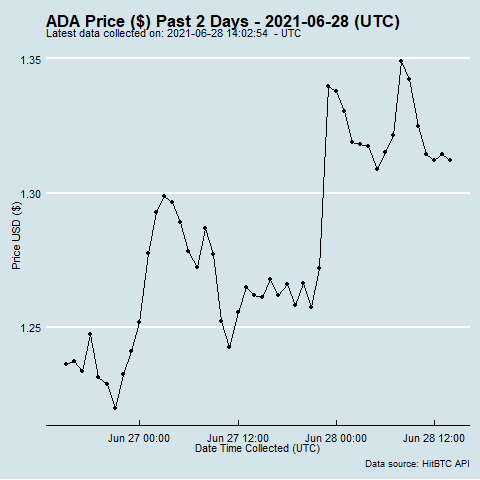 ADA Price ($) Past 2 Days - 2021-06-28 (UTC)
Latest data collected on: 2021-06-28 14:02:54  - UTC
1.35
1.30
1.25
Price USD ($)
Jun 27 00:00
Jun 27 12:00
Jun 28 00:00
Jun 28 12:00
Date Time Collected (UTC)
Data source: HitBTC API